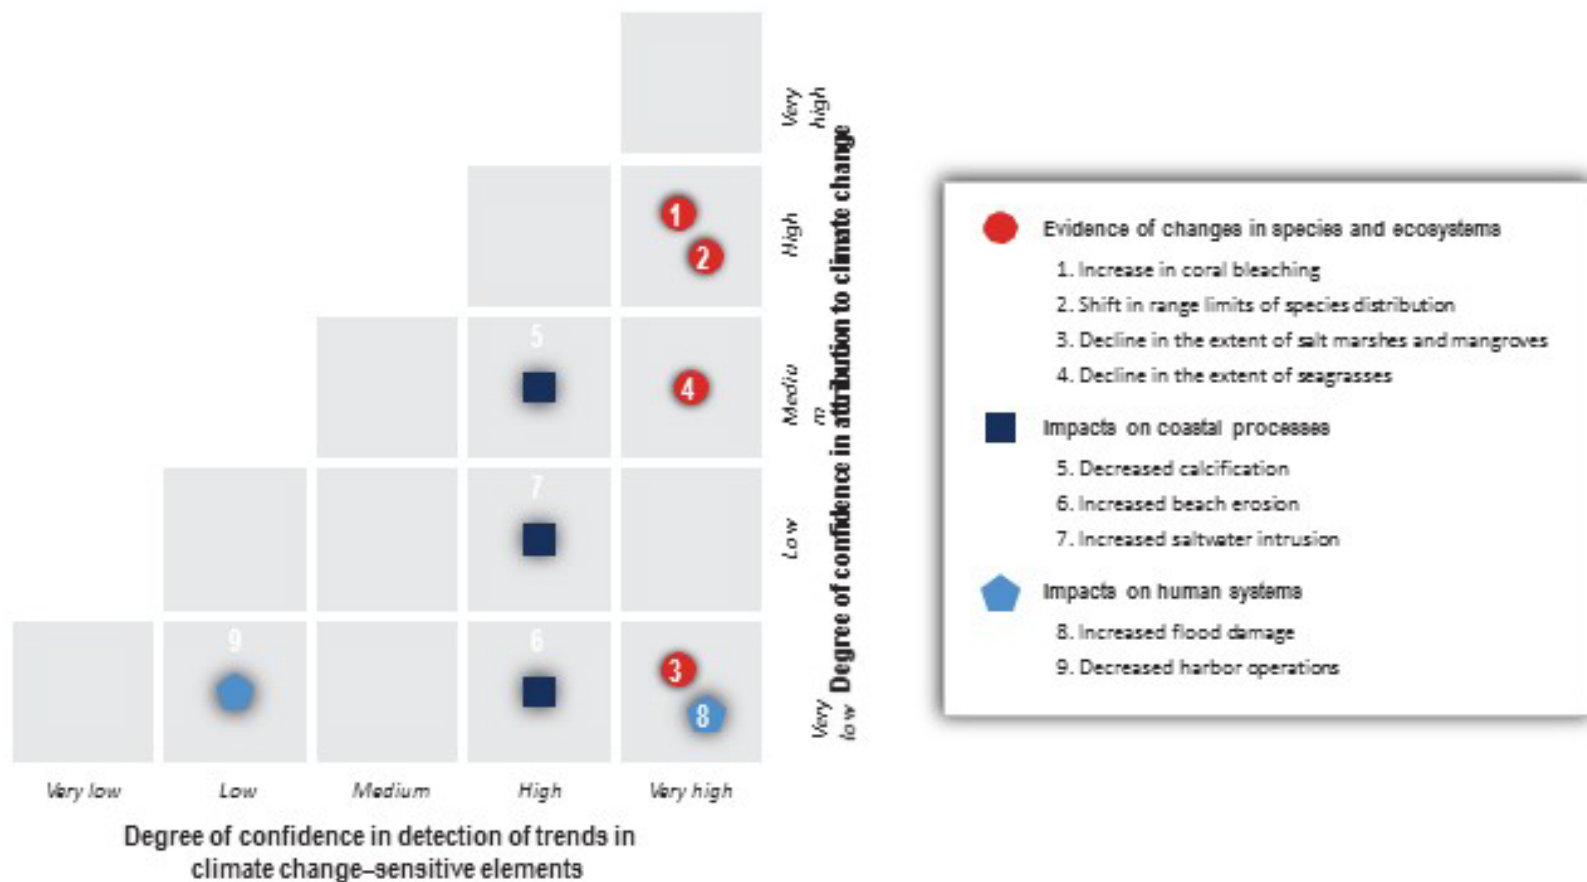 Very
high
High
Mediu
m
Low
Very
low
Degree of confidence in attribution to climate change
1
2
5
4
7
9
6
3
8
Very low
Low
Medium
High
Very high
Degree of confidence in detection of trends in
climate change–sensitive elements
Evidence of changes in species and ecosystems
1. Increase in coral bleaching
2. Shift in range limits of species distribution
3. Decline in the extent of salt marshes and mangroves
4. Decline in the extent of seagrasses
Impacts on coastal processes
5. Decreased calcification
6. Increased beach erosion
7. Increased saltwater intrusion
Impacts on human systems
8. Increased flood damage
9. Decreased harbor operations